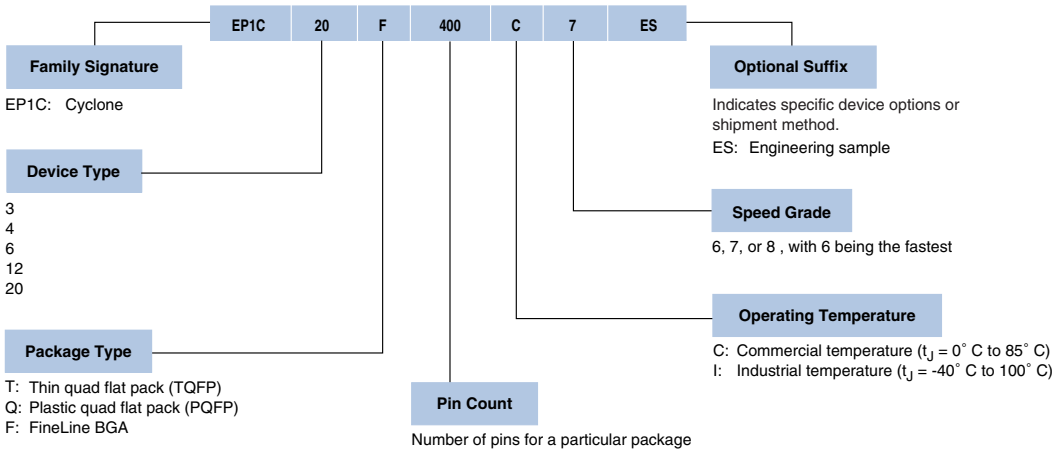 EP1C 20 F 400 C 7 ES
Family Signature
EP1C: Cyclone
Device Type
3
4
6
12
20
Package Type
T: Thin quad flat pack (TQFP)
Q: Plastic quad flat pack (PQFP)
F: FineLine BGA
Pin Count
Number of pins for a particular package
Optional Suffix
Indicates specific device options or
shipment method.
ES: Engineering sample
Speed Grade
6, 7, or 8 , with 6 being the fastest
Operating Temperature
C: Commercial temperature (tJ = 0˚ C to 85˚ C)
I: Industrial temperature (tJ = -40˚ C to 100˚ C)